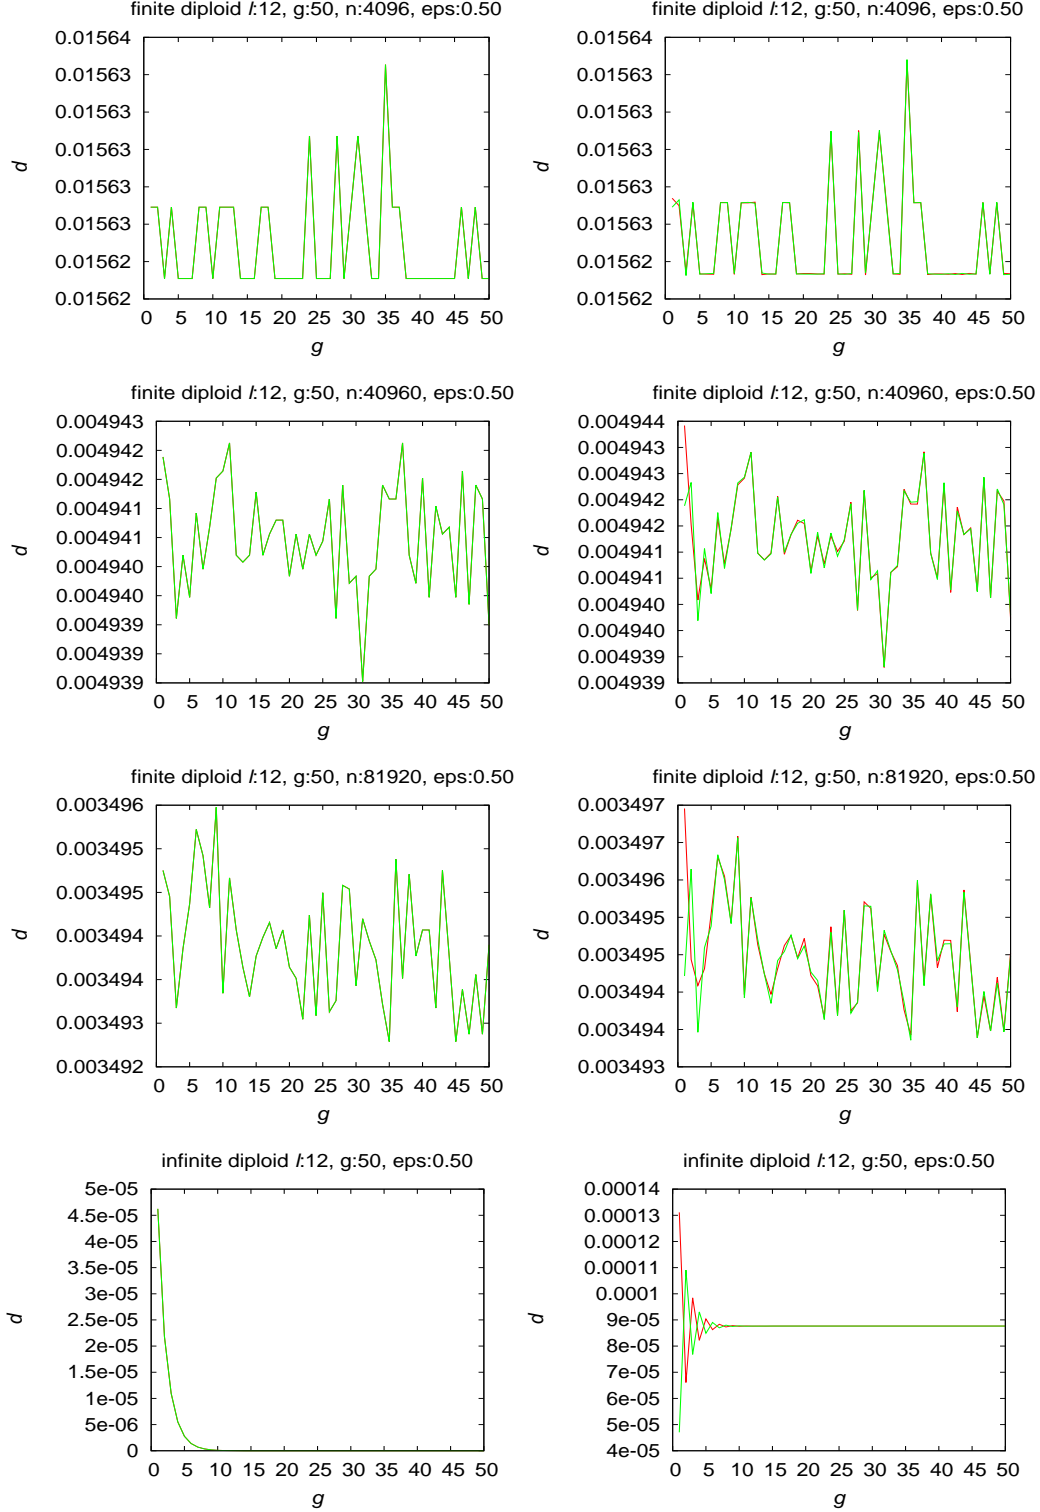 finite diploid l:12, g:50, n:4096, eps:0.50
0.01564
0.01563
0.01563
0.01563
0.01563
0.01563
0.01562
0.01562
d
0 5 10 15 20 25 30 35 40 45 50
g
finite diploid l:12, g:50, n:4096, eps:0.50
0.01564
0.01563
0.01563
0.01563
0.01563
0.01563
0.01562
0.01562
d
0 5 10 15 20 25 30 35 40 45 50
g
finite diploid l:12, g:50, n:40960, eps:0.50
0.004943
0.004942
0.004942
0.004941
0.004941
0.004940
0.004940
0.004939
0.004939
0.004939
d
0 5 10 15 20 25 30 35 40 45 50
g
finite diploid l:12, g:50, n:40960, eps:0.50
0.004944
0.004943
0.004943
0.004942
0.004942
0.004941
0.004941
0.004940
0.004940
0.004939
0.004939
d
0 5 10 15 20 25 30 35 40 45 50
g
finite diploid l:12, g:50, n:81920, eps:0.50
0.003496
0.003495
0.003495
0.003494
0.003494
0.003493
0.003492
d
0 5 10 15 20 25 30 35 40 45 50
g
finite diploid l:12, g:50, n:81920, eps:0.50
0.003497
0.003497
0.003496
0.003495
0.003495
0.003494
0.003494
0.003493
d
0 5 10 15 20 25 30 35 40 45 50
g
infinite diploid l:12, g:50, eps:0.50
5e-05
4.5e-05
4e-05
3.5e-05
3e-05
2.5e-05
2e-05
1.5e-05
1e-05
5e-06
0
d
0 5 10 15 20 25 30 35 40 45 50
g
infinite diploid l:12, g:50, eps:0.50
0.00014
0.00013
0.00012
0.00011
0.0001
9e-05
8e-05
7e-05
6e-05
5e-05
4e-05
d
0 5 10 15 20 25 30 35 40 45 50
g